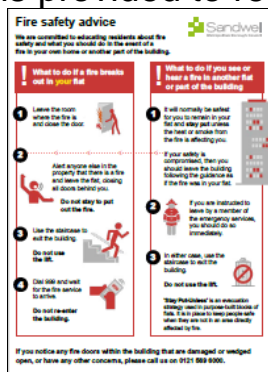 is provided to re
Fire safety advice
Sandwell
We are committed to educating residents about fire
safety and what you should do in the event of a
fire in your own home or another part of the building.
What to do if a fire breaks
out in your flat
1
Leave the room
where the fire is
and close the door.
2
Alert anyone else in the
property that there is a fire
and leave the flat, closing
all doors behind you.
Do not stay to put
out the fire.
3
Use the staircase to
exit the building.
Do not use
the lift.
4
Dial 999 and wait
for the fire service
to arrive.
Do not re-enter
the building.
What to do if you see or
hear a fire in another flat
or part of the building
1
It will normally be safest
for you to remain in your
flat and stay put unless
the heat or smoke from
the fire is affecting you.
If your safety is
compromised, then you
should leave the building
following the guidance as
if the fire was in your flat.
2
If you are instructed to
leave by a member of
the emergency services,
you should do so
immediately.
3
In either case, use the
staircase to exit the
building.
Do not use the lift.
'Stay Put-Unless' is an evacuation
strategy used in purpose-built blocks of
flats. It is in place to keep people safe
when they are not in an area directly
affected by fire.
If you notice any fire doors within the building that are damaged or wedged
open, or have any other concerns, please call us on 0121 569 6000.